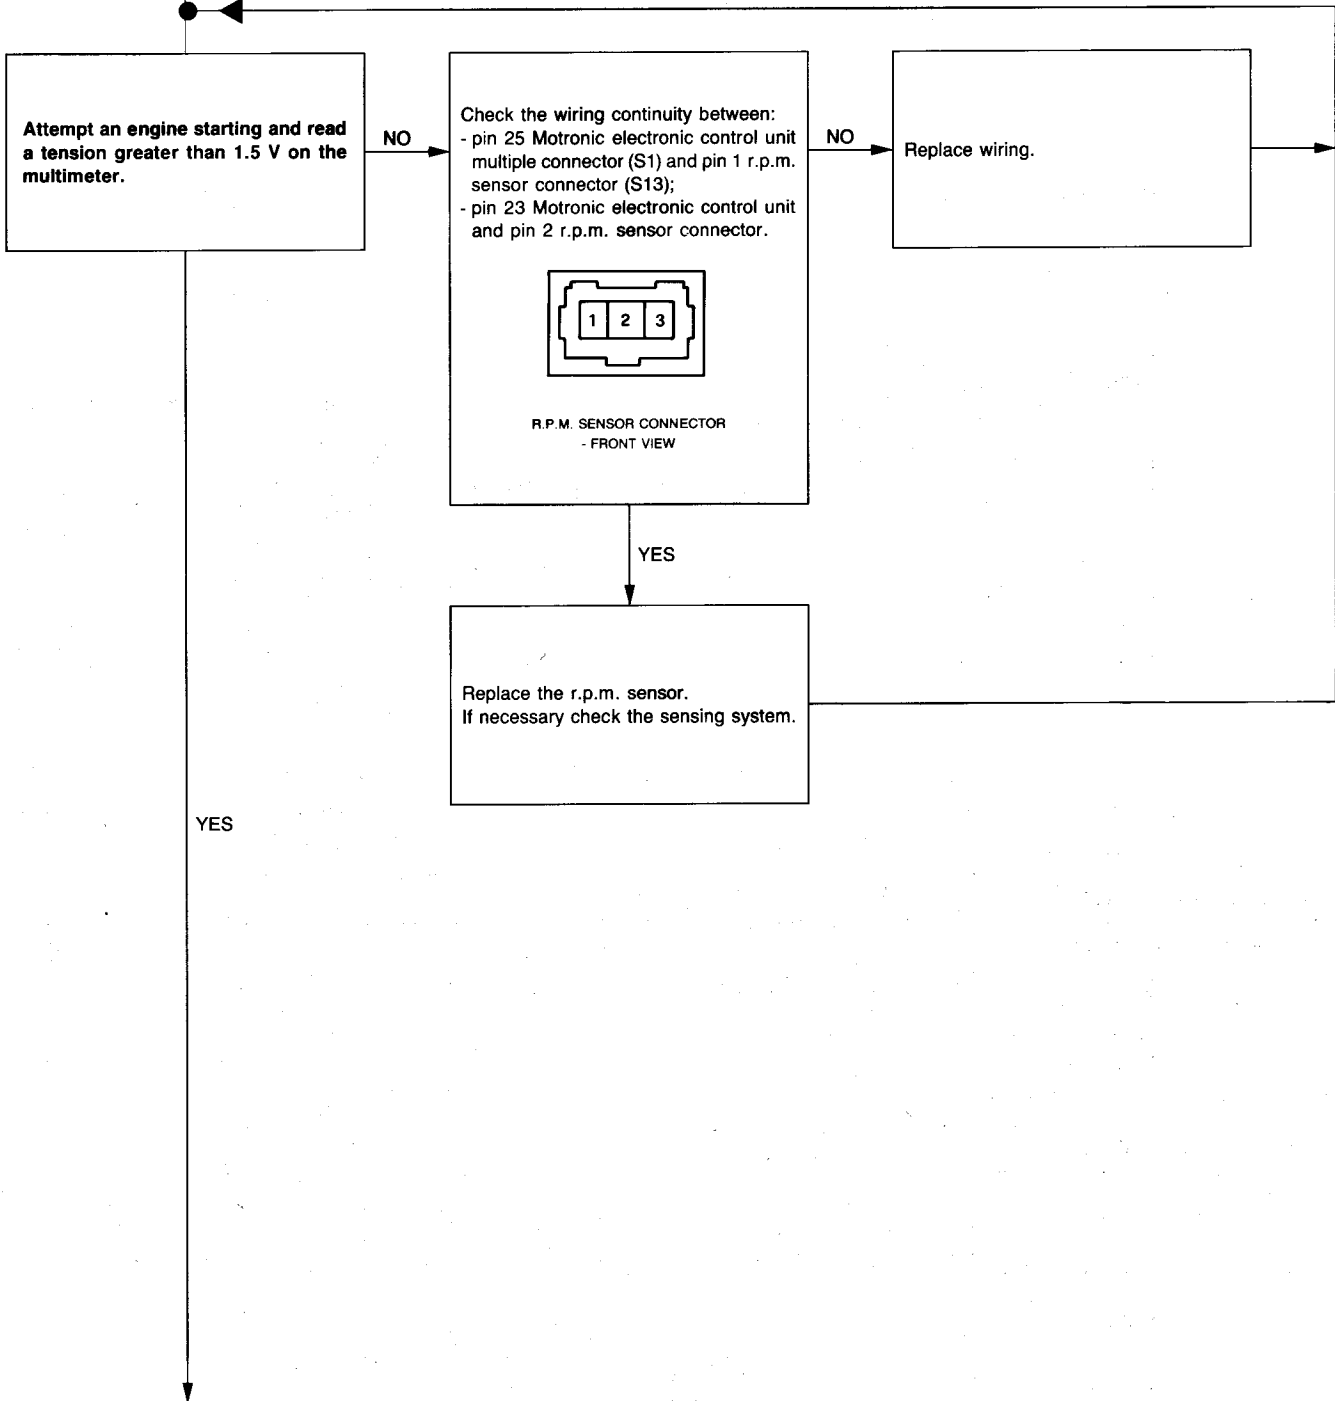 Attempt an engine starting and read
a tension greater than 1.5 V on the
multimeter.
NO
Check the wiring continuity between:
- pin 25 Motronic electronic control unit
multiple connector (S1) and pin 1 r.p.m.
sensor connector (S13);
- pin 23 Motronic electronic control unit
and pin 2 r.p.m. sensor connector.
1 2 3
R.P.M. SENSOR CONNECTOR
- FRONT VIEW
NO
Replace wiring.
YES
Replace the r.p.m. sensor.
If necessary check the sensing system.
YES